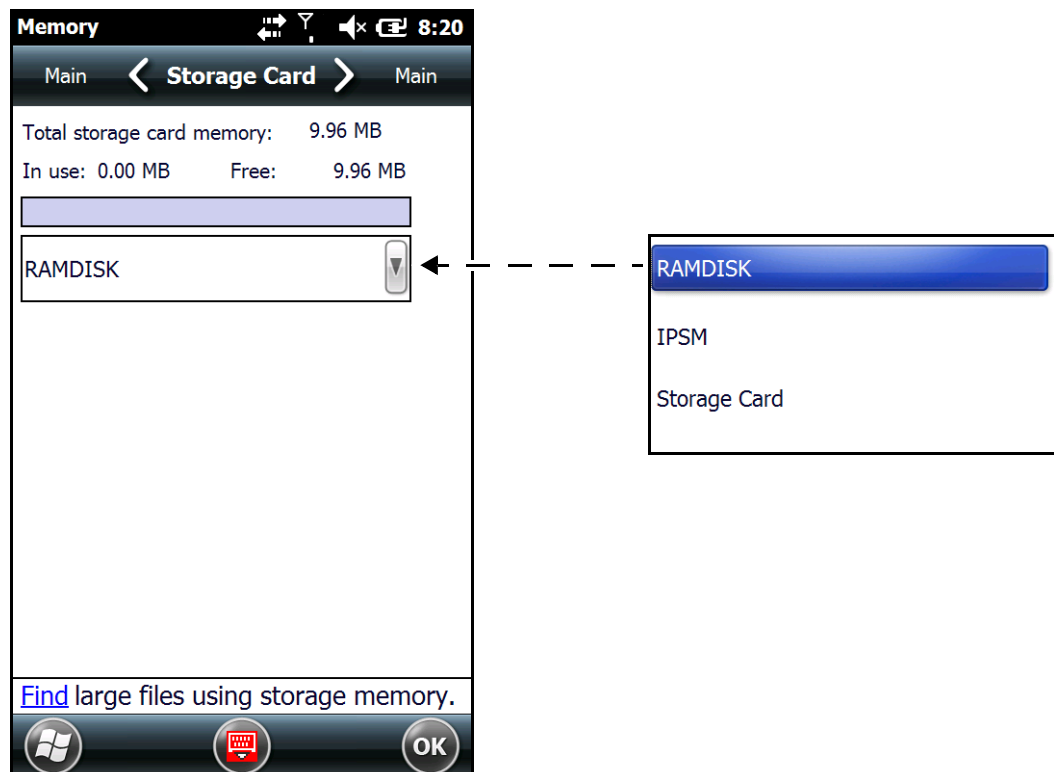 Memory 8:20
Main Storage Card Main
Total storage card memory: 9.96 MB
In use: 0.00 MB Free: 9.96 MB
RAMDISK
RAMDISK
IPSM
Storage Card
Find large files using storage memory.
OK